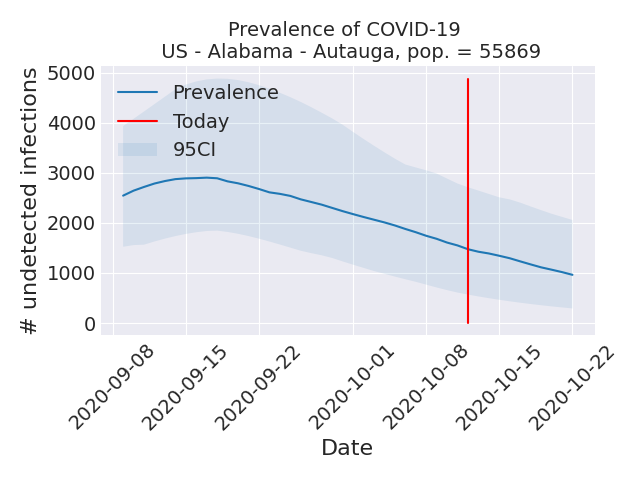 Prevalence of COVID-19
US - Alabama - Autauga, pop. = 55869
# undetected infections
5000
4000
3000
2000
1000
0
Prevalence
Today
95CI
2020-09-08
2020-09-15
2020-09-22
2020-10-01
2020-10-08
2020-10-15
2020-10-22
Date